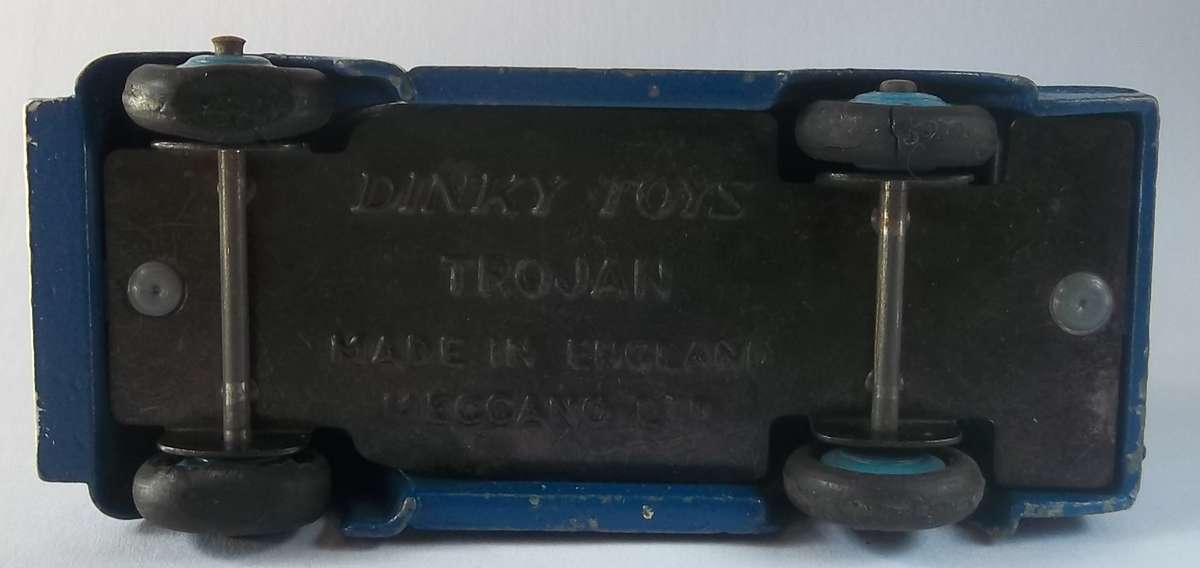 DINKY TOYS
TROJAN
MADE IN ENGLAND
MECCANO LTD